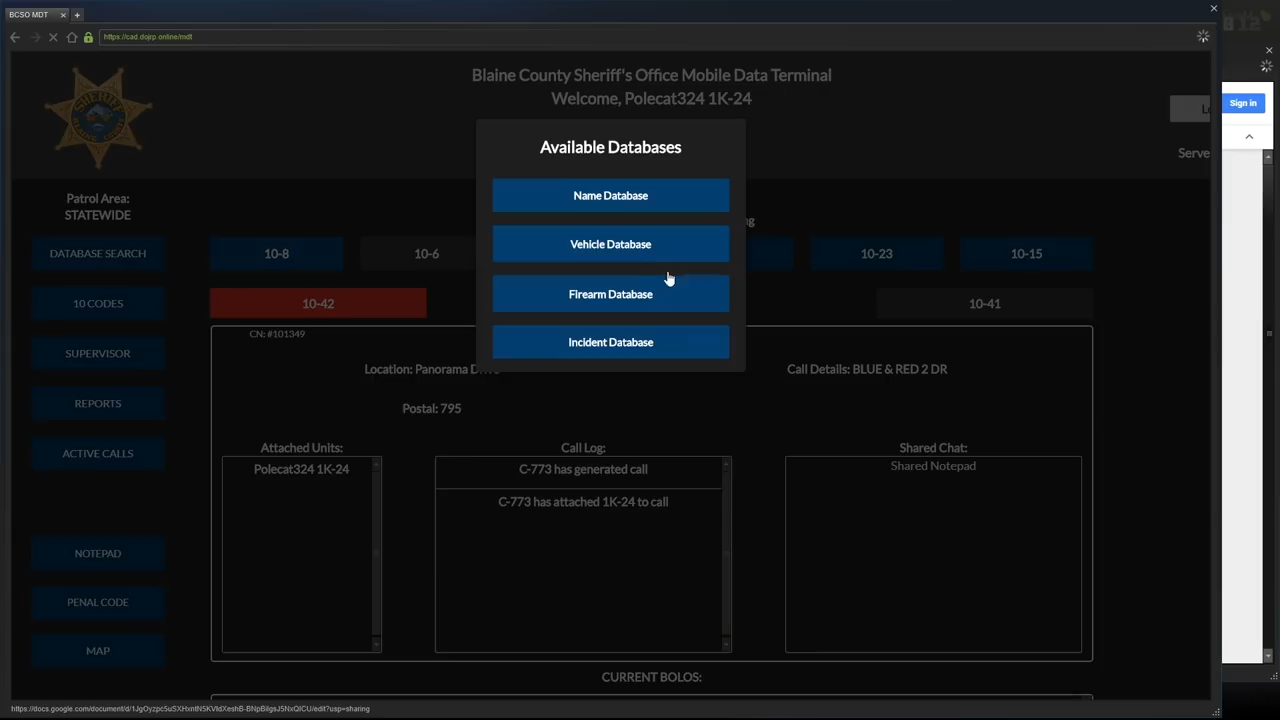 BCSO MDT
https://cad.dojrp.online/mdt
Blaine County Sheriff's Office Mobile Data Terminal
Welcome, Polecat324 1K-24
SHERIFF
Sign in
Available Databases
Name Database
Vehicle Database
Firearm Database
Incident Database
Patrol Area:
STATEWIDE
DATABASE SEARCH
10 CODES
SUPERVISOR
REPORTS
ACTIVE CALLS
NOTEPAD
PENAL CODE
MAP
10-8
10-6
10-23
10-15
10-42
10-41
CN: #101349
Location: Panorama
Call Details: BLUE & RED 2 DR
Postal: 795
Attached Units:
Call Log:
Shared Chat:
Polecat324 1K-24
C-773 has generated call
C-773 has attached 1K-24 to call
Shared Notepad
CURRENT BOLOS: